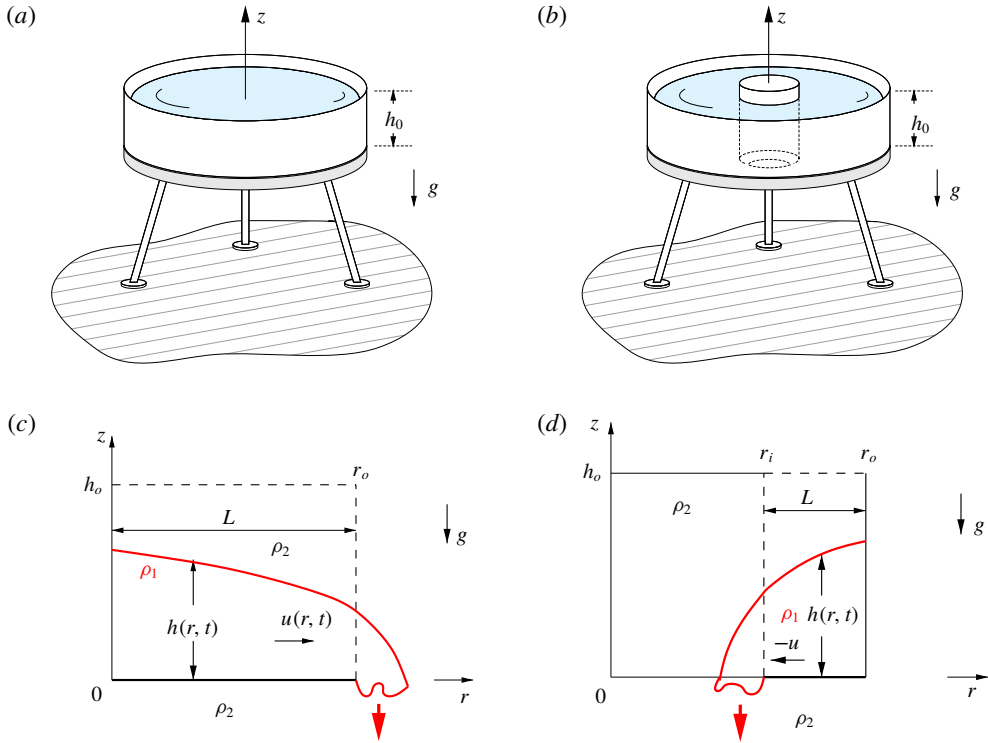 (a)
z
h₀
g
(b)
z
h₀
g
(c)
z
hₒ
rₒ
L
ρ₂
g
ρ₁
h(r, t)
u(r, t)
0
ρ₂
r
(d)
z
rᵢ
rₒ
hₒ
ρ₂
L
g
ρ₁
h(r, t)
−u
0
ρ₂
r